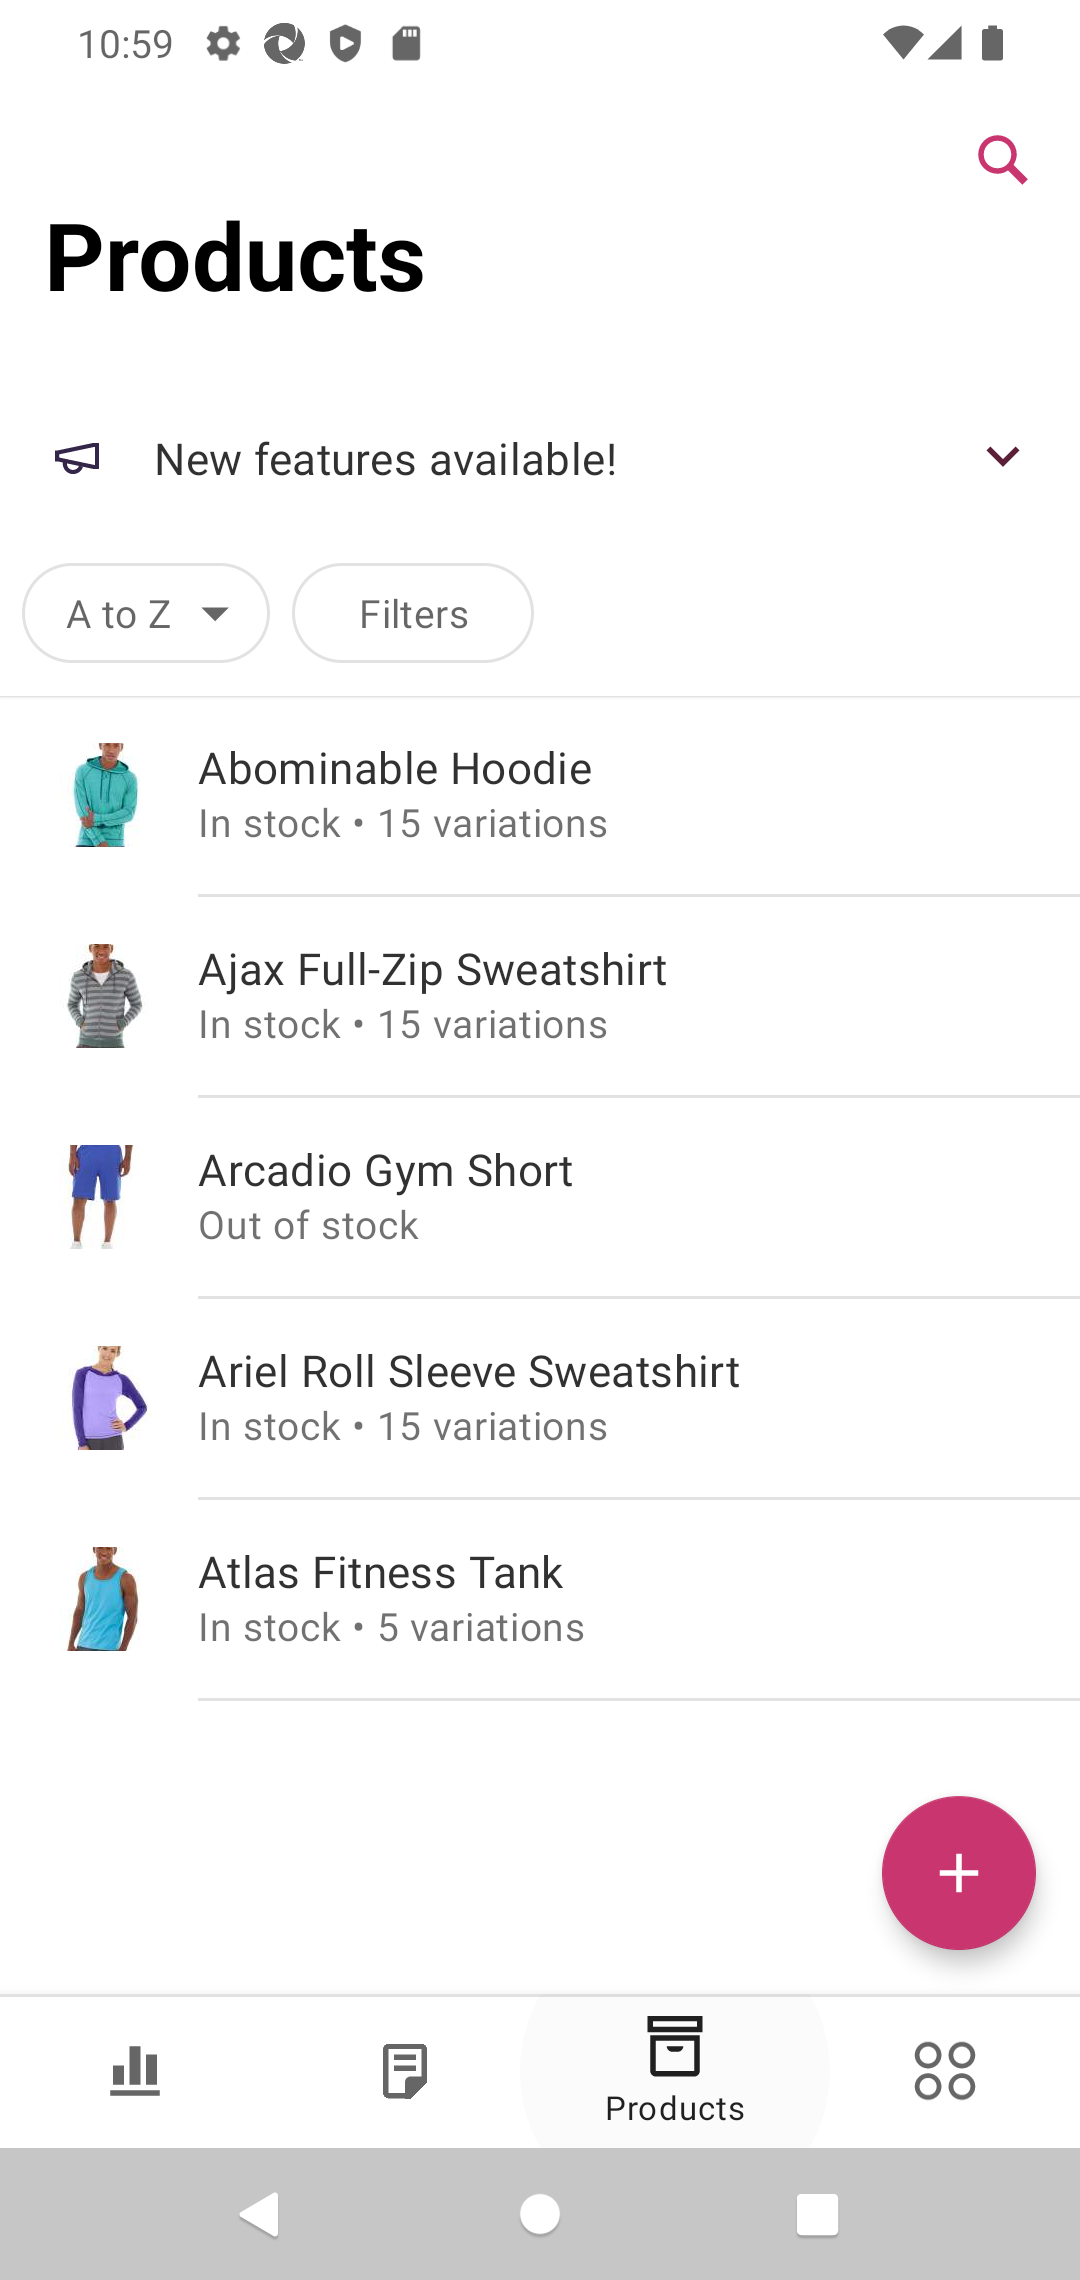 10:59
Products
New features available!
A to Z
Filters
Abominable Hoodie
In stock • 15 variations
Ajax Full-Zip Sweatshirt
In stock • 15 variations
Arcadio Gym Short
Out of stock
Ariel Roll Sleeve Sweatshirt
In stock • 15 variations
Atlas Fitness Tank
In stock • 5 variations
Products